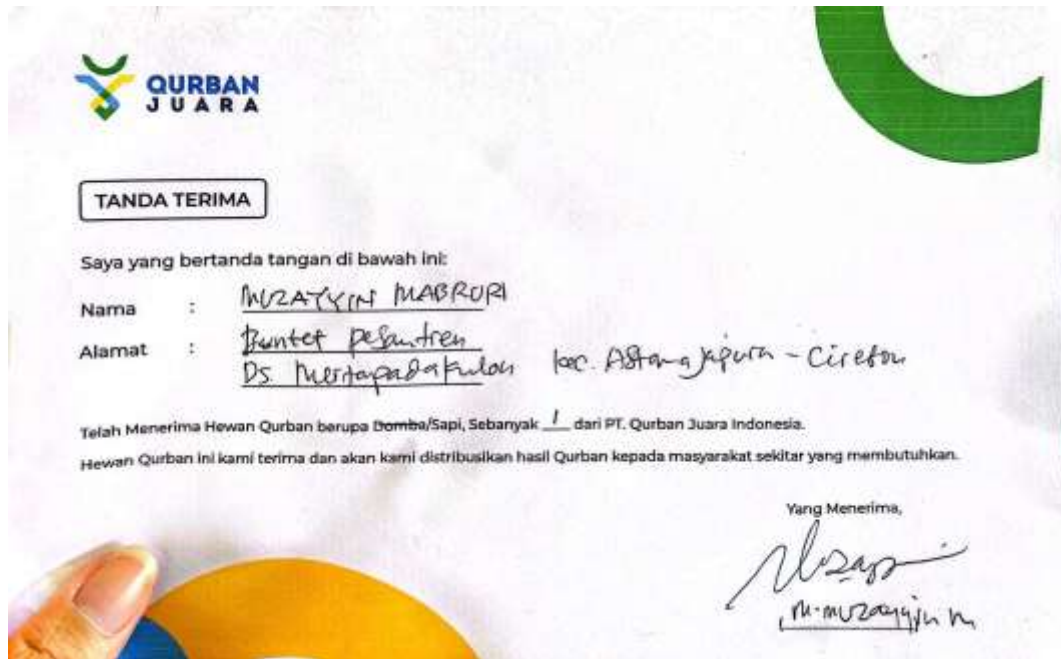 QURBAN
JUARA
TANDA TERIMA
Saya yang bertanda tangan di bawah ini:
Nama : MUZAYYIN MABRURI
Alamat : Buntet Pesantren
Ds. Mertapadakulon kec. Astanajapura - Cirebon
Telah Menerima Hewan Qurban berupa Domba/Sapi, Sebanyak 1 dari PT. Qurban Juara Indonesia.
Hewan Qurban ini kami terima dan akan kami distribusikan hasil Qurban kepada masyarakat sekitar yang membutuhkan.
Yang Menerima,
M. Muzayyin M